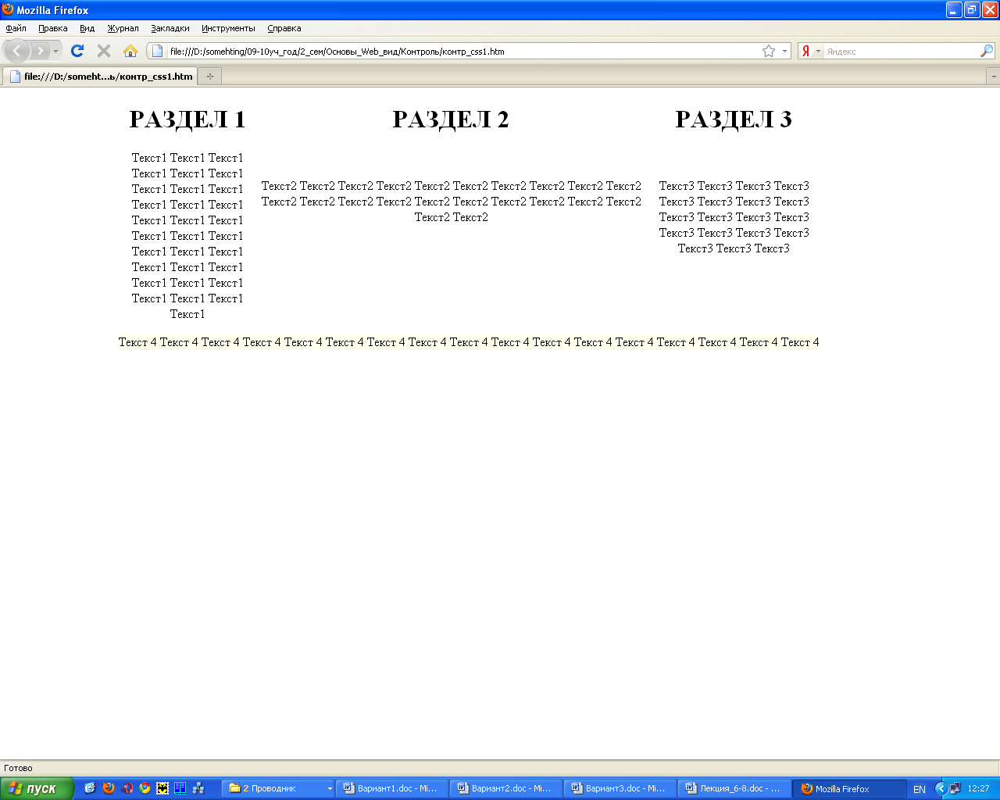 Mozilla Firefox
Файл Правка Вид Журнал Закладки Инструменты Справка
file:///D:/somehting/09-10уч_год/2_сем/Основы_Web_вид/Контроль/контр_css1.htm
Яндекс
file:///D:/someht...ь/контр_css1.htm
РАЗДЕЛ 1
Текст1 Текст1 Текст1
Текст1 Текст1 Текст1
Текст1 Текст1 Текст1
Текст1 Текст1 Текст1
Текст1 Текст1 Текст1
Текст1 Текст1 Текст1
Текст1 Текст1 Текст1
Текст1 Текст1 Текст1
Текст1 Текст1 Текст1
Текст1 Текст1 Текст1
Текст1
РАЗДЕЛ 2
Текст2 Текст2 Текст2 Текст2 Текст2 Текст2 Текст2 Текст2 Текст2 Текст2
Текст2 Текст2 Текст2 Текст2 Текст2 Текст2 Текст2 Текст2 Текст2 Текст2
Текст2 Текст2
РАЗДЕЛ 3
Текст3 Текст3 Текст3 Текст3
Текст3 Текст3 Текст3 Текст3
Текст3 Текст3 Текст3 Текст3
Текст3 Текст3 Текст3 Текст3
Текст3 Текст3 Текст3
Текст 4 Текст 4 Текст 4 Текст 4 Текст 4 Текст 4 Текст 4 Текст 4 Текст 4 Текст 4 Текст 4 Текст 4 Текст 4 Текст 4 Текст 4 Текст 4 Текст 4
Готово
пуск
2 Проводник
Вариант1.doc - Mi...
Вариант2.doc - Mi...
Вариант3.doc - Mi...
Лекция_6-8.doc - ...
Mozilla Firefox
EN
12:27